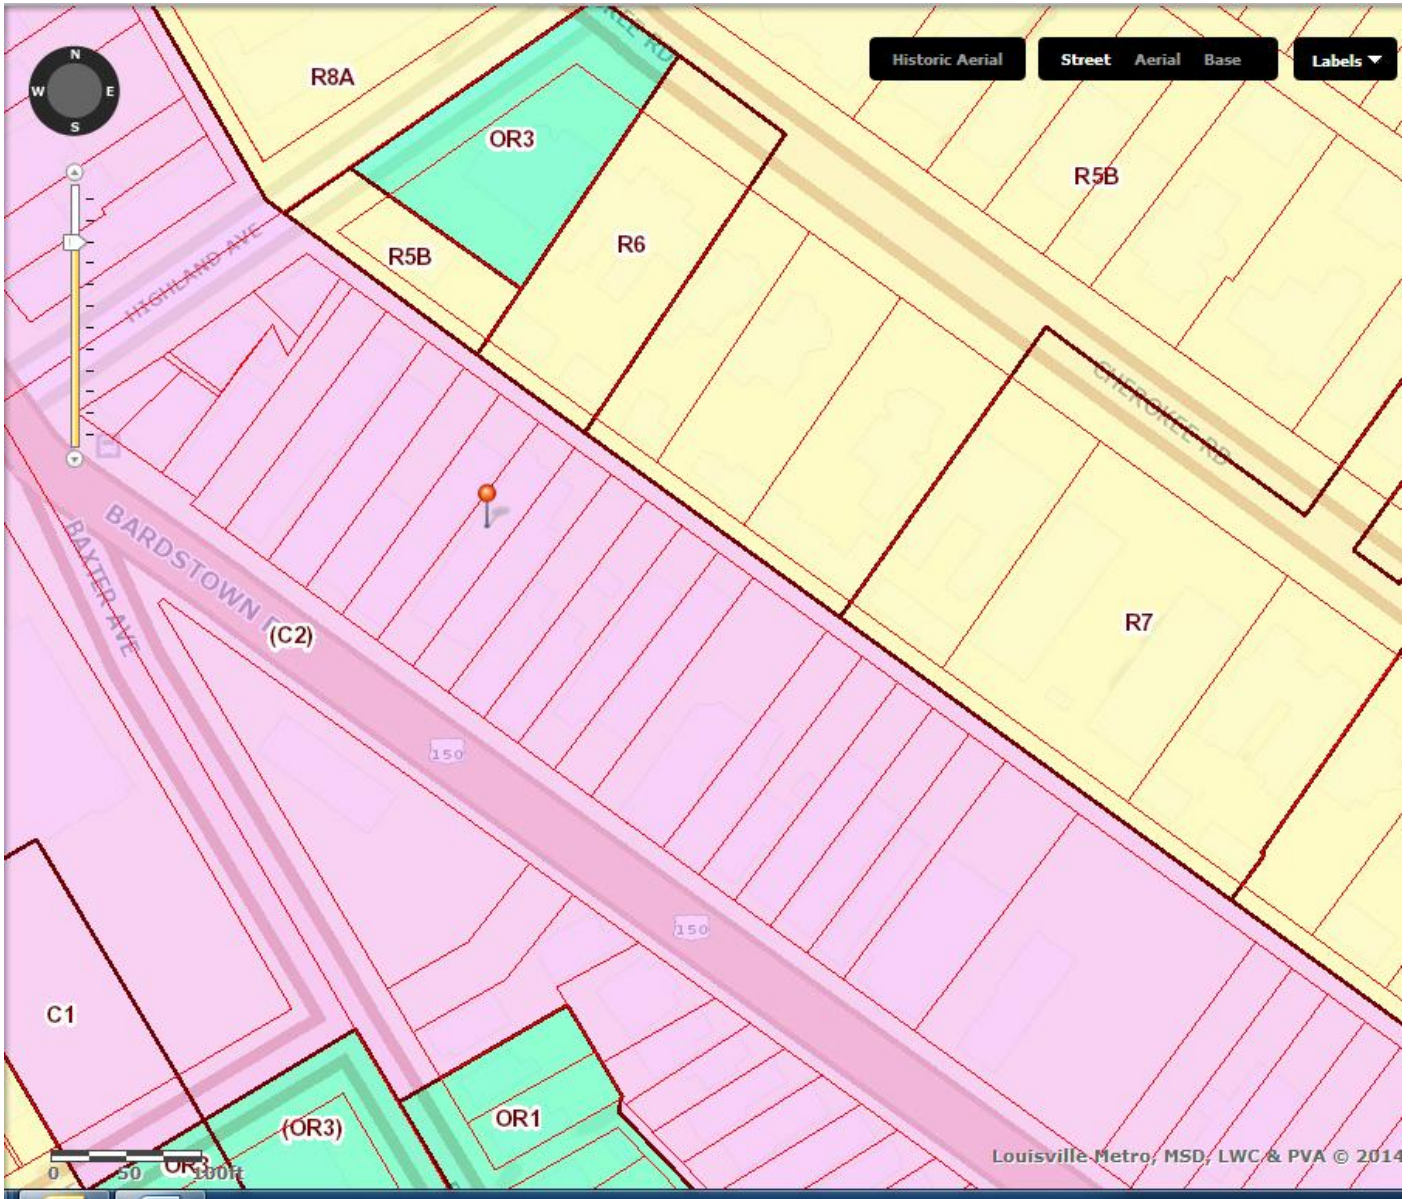 N
W E
S
Historic Aerial
Street Aerial Base
Labels
R8A
OR3
R5B
R5B
R6
HIGHLAND AVE
CHEROKEE RD
BARDSTOWN
BAXTER AVE
(C2)
R7
150
150
C1
OR1
(OR3)
OR3
0 50 100ft
Louisville Metro, MSD, LWC & PVA © 2014